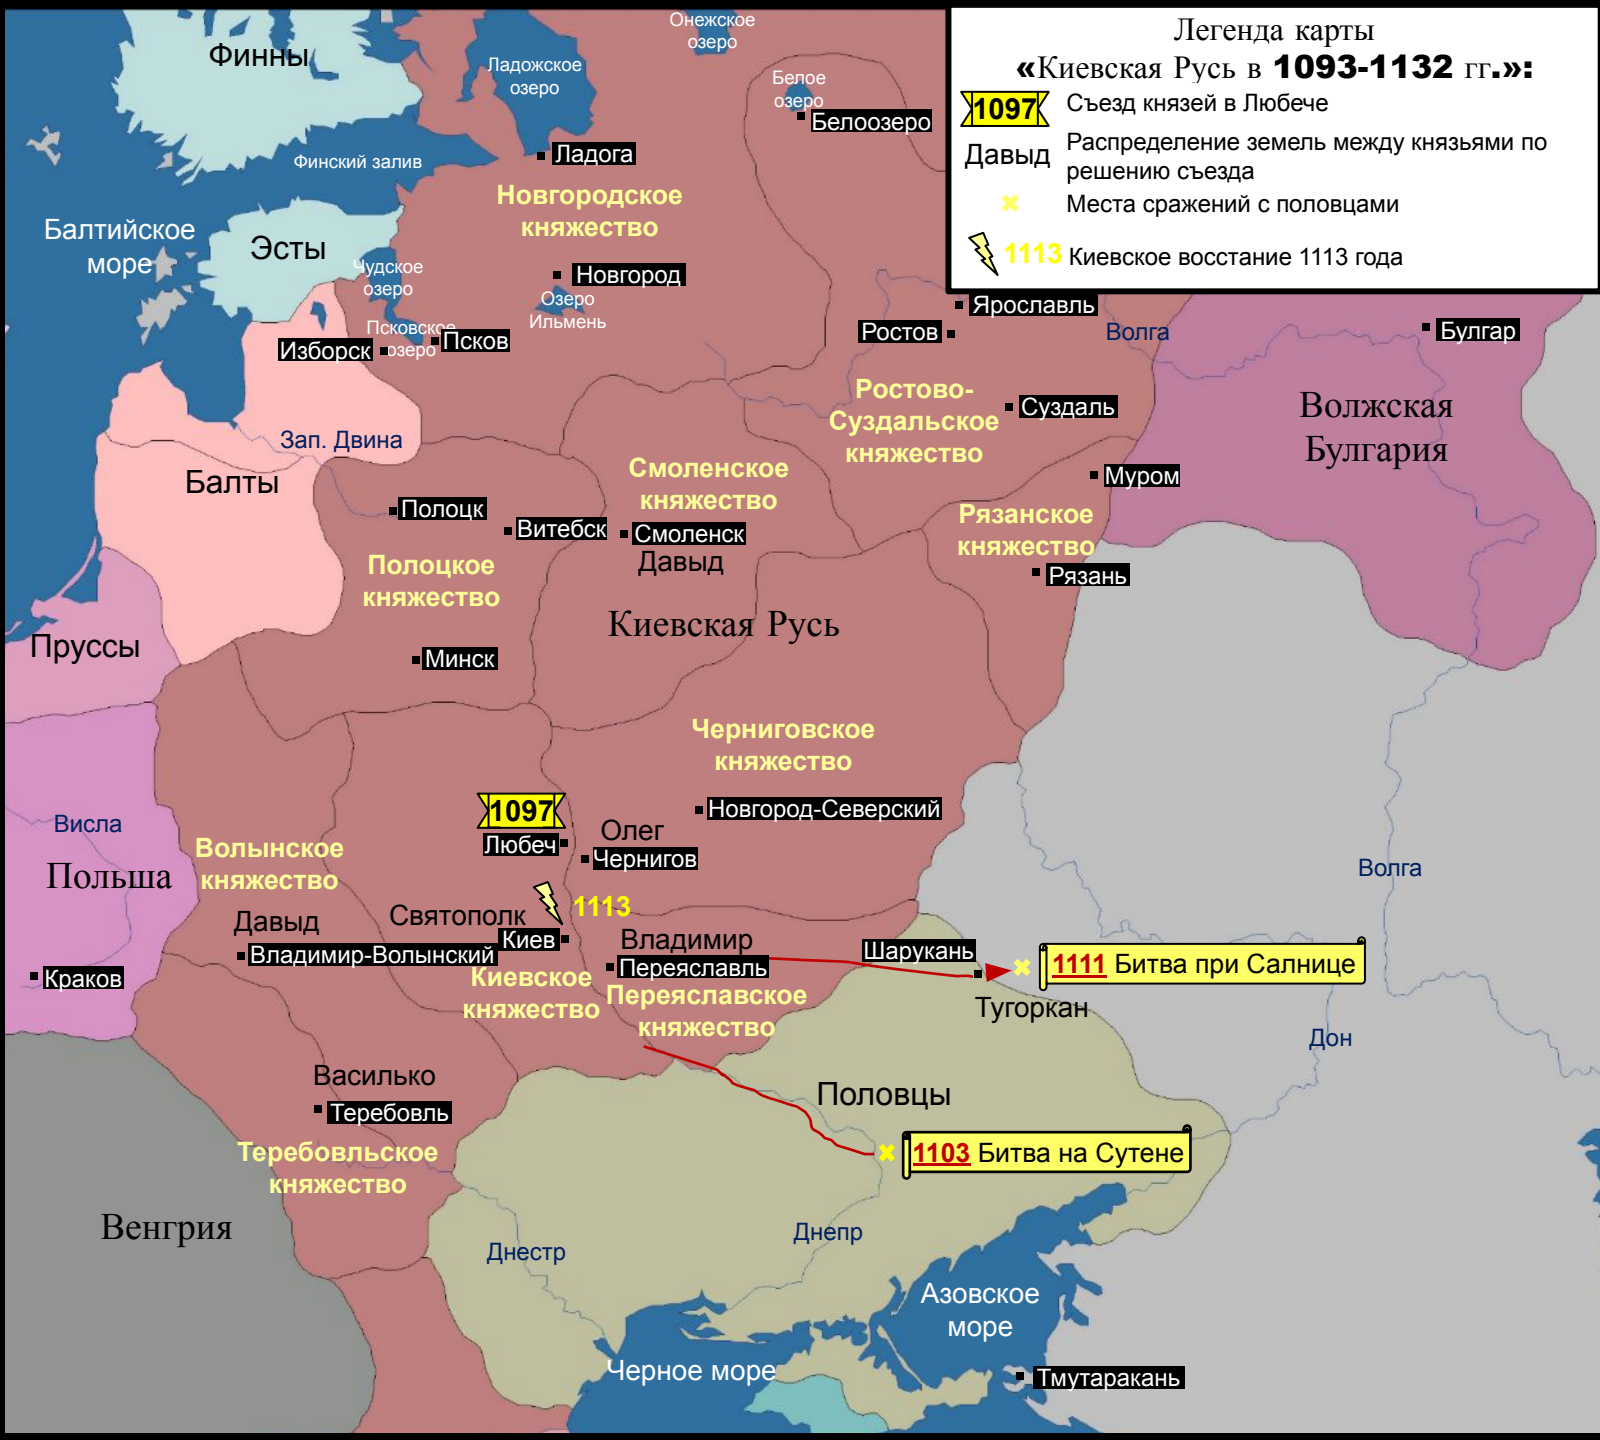 Легенда карты
«Киевская Русь в 1093-1132 гг.»:
1097 Съезд князей в Любече
Давыд Распределение земель между князьями по
решению съезда
Места сражений с половцами
1113 Киевское восстание 1113 года
Финны
Онежское
озеро
Ладожское
озеро
Белое
озеро
Белоозеро
Финский залив
Ладога
Новгородское
княжество
Балтийское
море
Эсты
Чудское
озеро
Новгород
Озеро
Ильмень
Псковское
озеро
Псков
Изборск
Ярославль
Ростов
Волга
Булгар
Ростово-
Суздальское
княжество
Суздаль
Волжская
Булгария
Зап. Двина
Балты
Смоленское
княжество
Муром
Полоцк
Витебск
Смоленск
Давыд
Рязанское
княжество
Рязань
Полоцкое
княжество
Киевская Русь
Пруссы
Минск
Черниговское
княжество
1097
Любеч
Олег
Чернигов
Новгород-Северский
Висла
Польша
Волынское
княжество
Волга
Давыд
Владимир-Волынский
Святополк
1113
Киев
Киевское
княжество
Владимир
Переяславль
Переяславское
княжество
Шарукань
1111 Битва при Салнице
Тугоркан
Краков
Дон
Василько
Теребовль
Теребовльское
княжество
Половцы
1103 Битва на Сутене
Венгрия
Днестр
Днепр
Азовское
море
Черное море
Тмутаракань